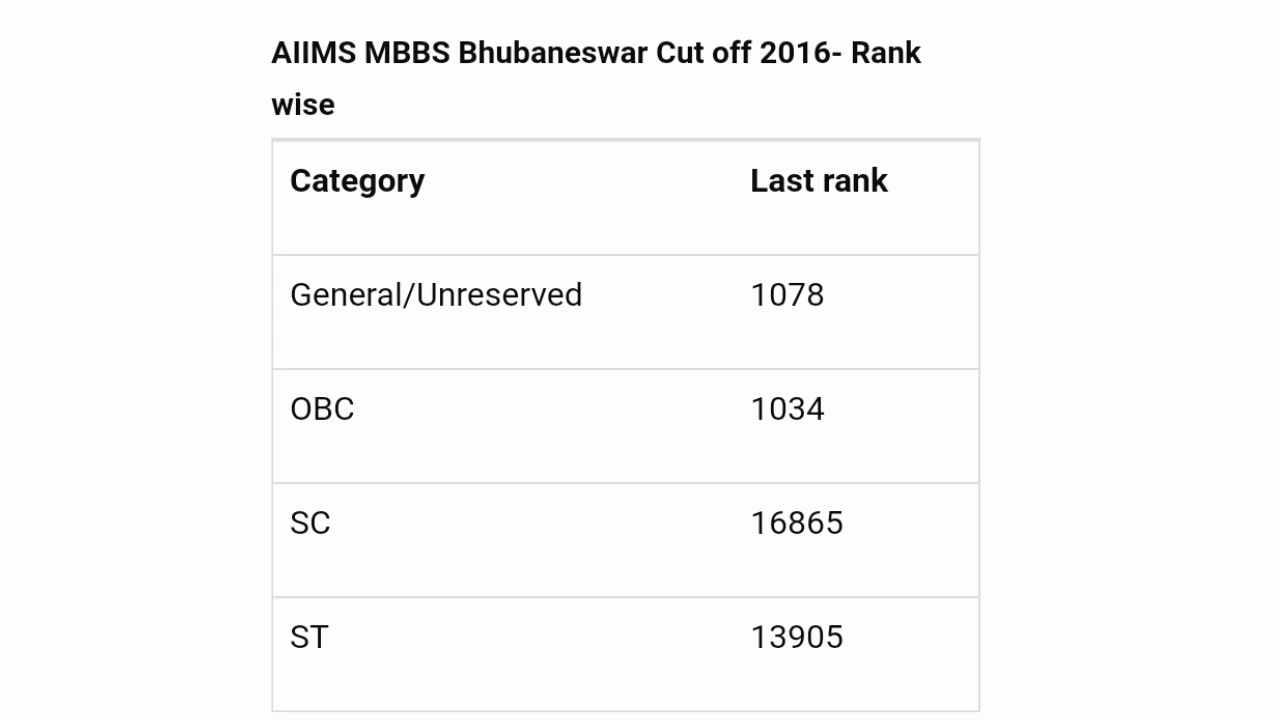 AIIMS MBBS Bhubaneswar Cut off 2016- Rank
wise
Category Last rank
General/Unreserved 1078
OBC 1034
SC 16865
ST 13905